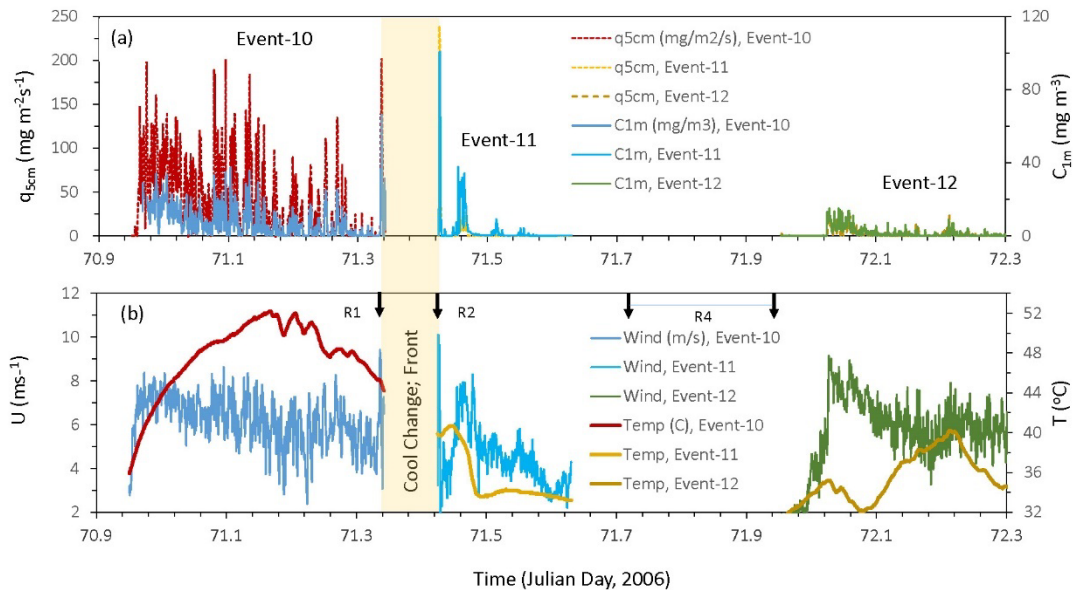 (a)
Event-10
Event-11
Event-12
250
200
150
100
50
0
q5cm (mg m-2s-1)
120
80
40
0
C1m (mg m-3)
q5cm (mg/m2/s), Event-10
q5cm, Event-11
q5cm, Event-12
C1m (mg/m3), Event-10
C1m, Event-11
C1m, Event-12
70.9 71.1 71.3 71.5 71.7 71.9 72.1 72.3
(b)
R1
R2
R4
Cool Change; Front
12
10
8
6
4
2
U (ms-1)
52
48
44
40
36
32
T (°C)
Wind (m/s), Event-10
Wind, Event-11
Wind, Event-12
Temp (C), Event-10
Temp, Event-11
Temp, Event-12
70.9 71.1 71.3 71.5 71.7 71.9 72.1 72.3
Time (Julian Day, 2006)